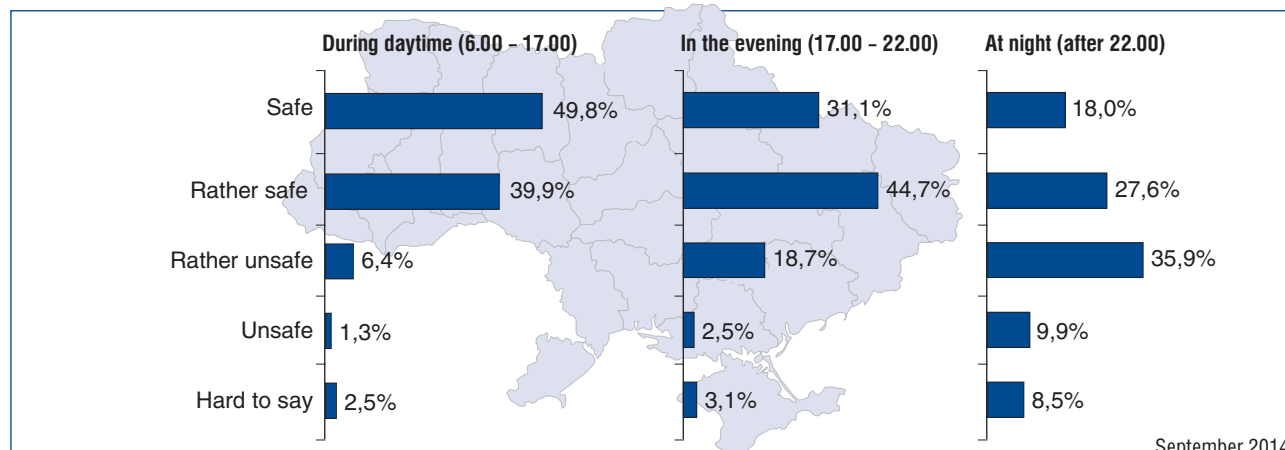 During daytime (6.00 – 17.00) In the evening (17.00 – 22.00) At night (after 22.00)
Safe 49,8% 31,1% 18,0%
Rather safe 39,9% 44,7% 27,6%
Rather unsafe 6,4% 18,7% 35,9%
Unsafe 1,3% 2,5% 9,9%
Hard to say 2,5% 3,1% 8,5%
September 2014